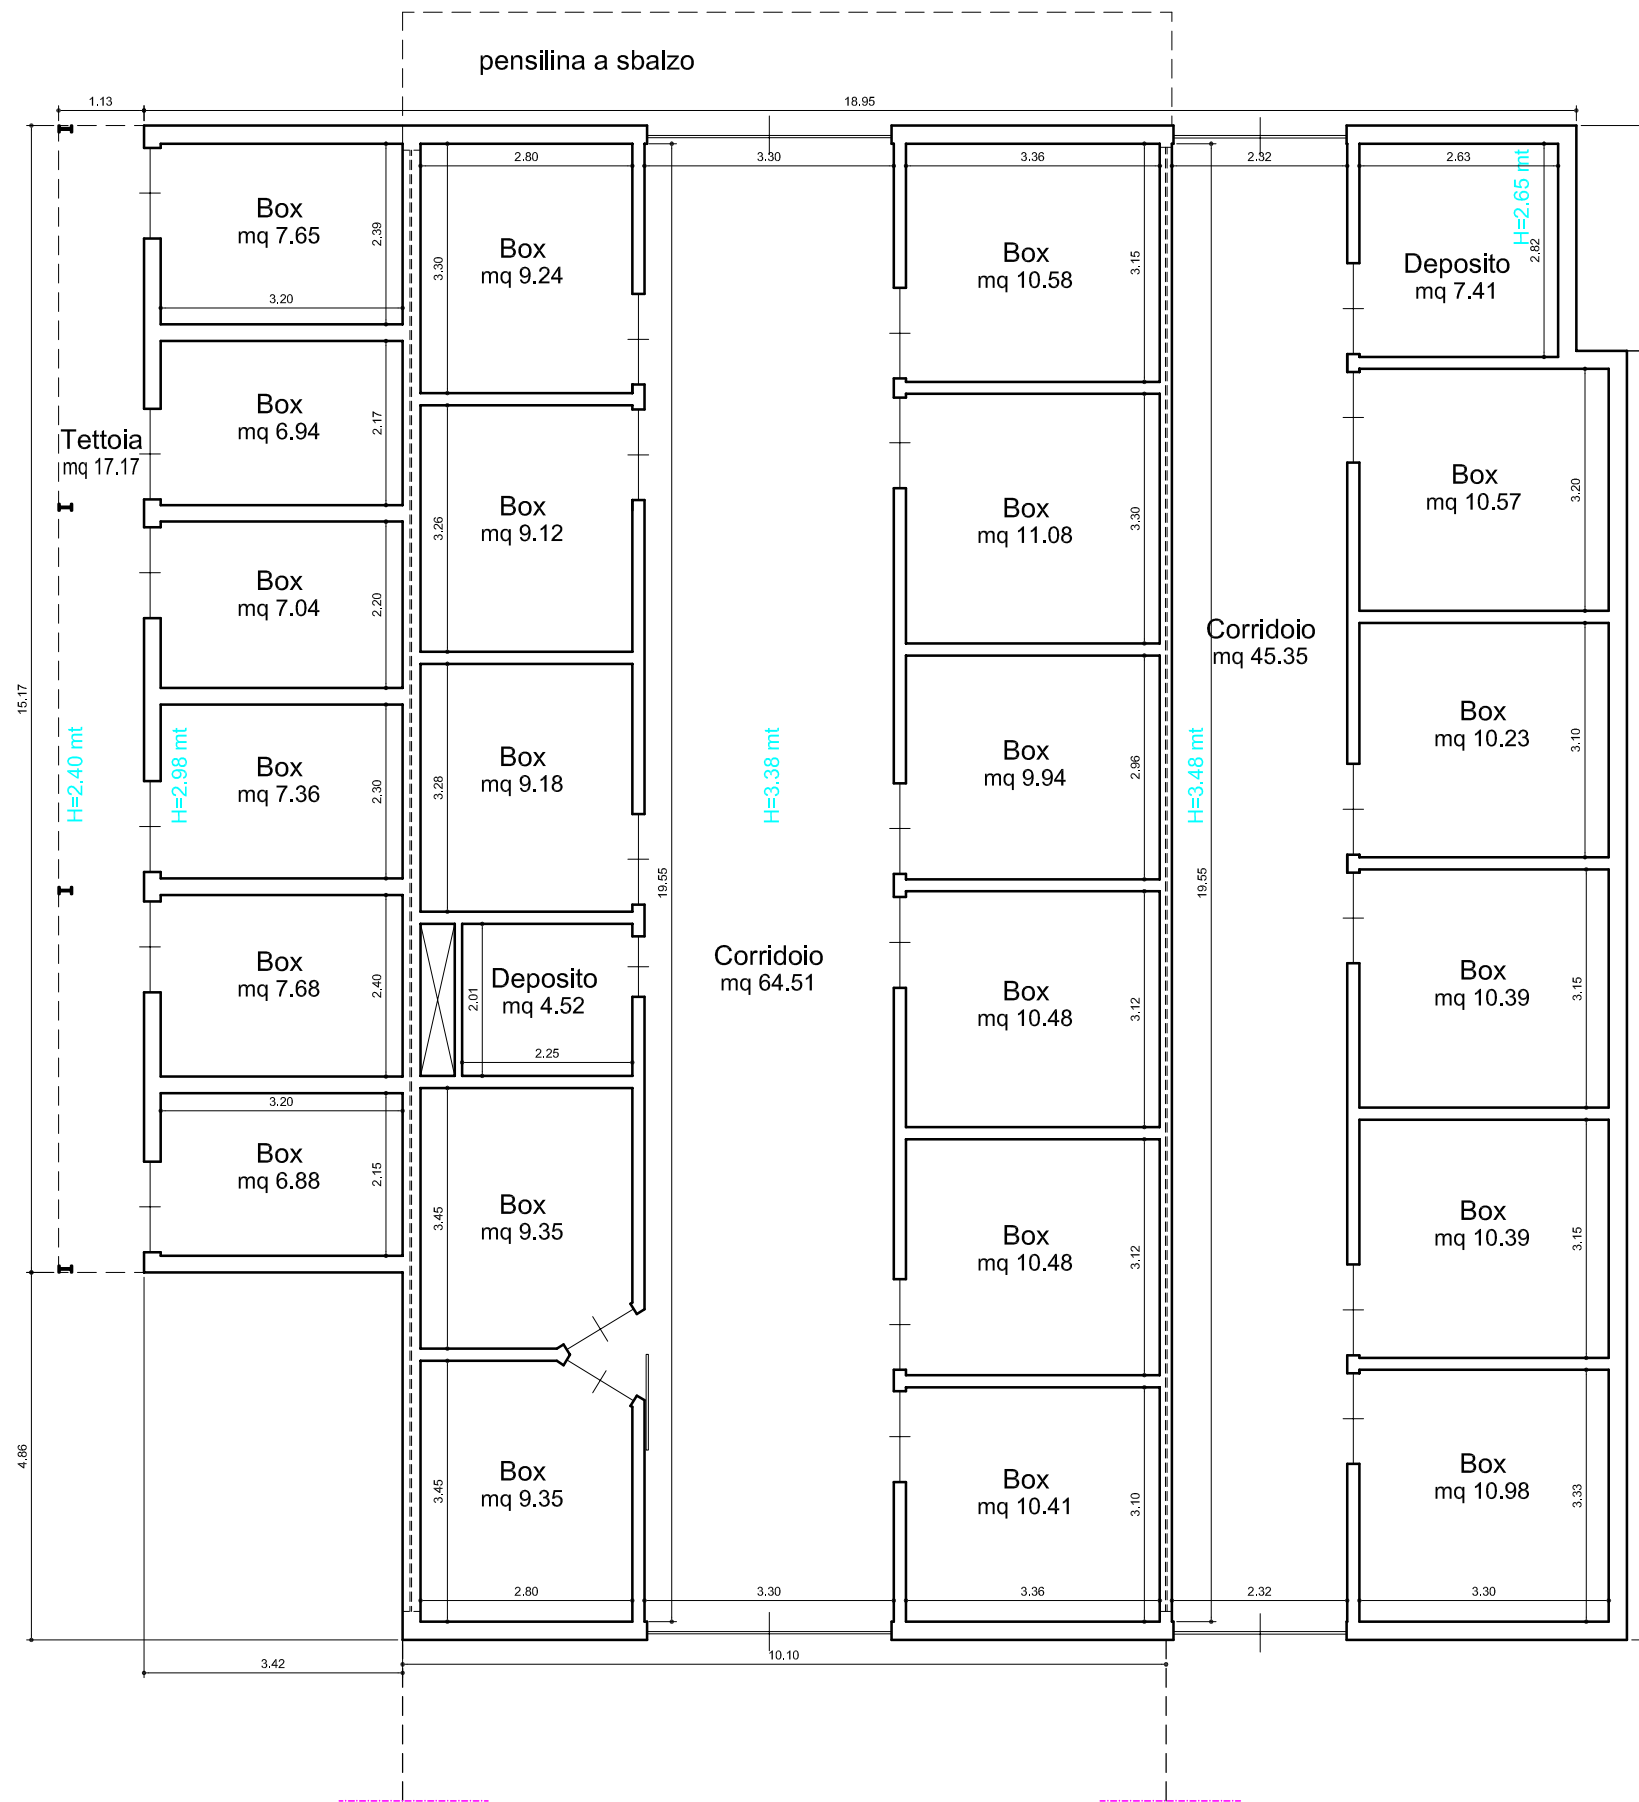 pensilina a sbalzo
1.13
18.95
2.80
3.30
3.36
2.32
2.63
Box
mq 7.65
2.39
3.20
Box
mq 9.24
3.30
Box
mq 10.58
3.15
H=2.65 mt
2.82
Deposito
mq 7.41
Tettoia
mq 17.17
Box
mq 6.94
2.17
Box
mq 9.12
3.26
Box
mq 11.08
3.30
Box
mq 10.57
3.20
Box
mq 7.04
2.20
Corridoio
mq 45.35
15.17
H=2,40 mt
H=2,98 mt
Box
mq 7.36
2.30
Box
mq 9.18
3.28
H=3.38 mt
Box
mq 9.94
2.96
H=3.48 mt
Box
mq 10.23
3.10
19.55
19.55
Box
mq 7.68
2.40
2.01
Deposito
mq 4.52
2.25
Corridoio
mq 64.51
Box
mq 10.48
3.12
Box
mq 10.39
3.15
3.20
Box
mq 6.88
2.15
Box
mq 9.35
3.45
Box
mq 10.48
3.12
Box
mq 10.39
3.15
4.86
Box
mq 9.35
3.45
Box
mq 10.41
3.10
Box
mq 10.98
3.33
2.80
3.30
3.36
2.32
3.30
3.42
10.10